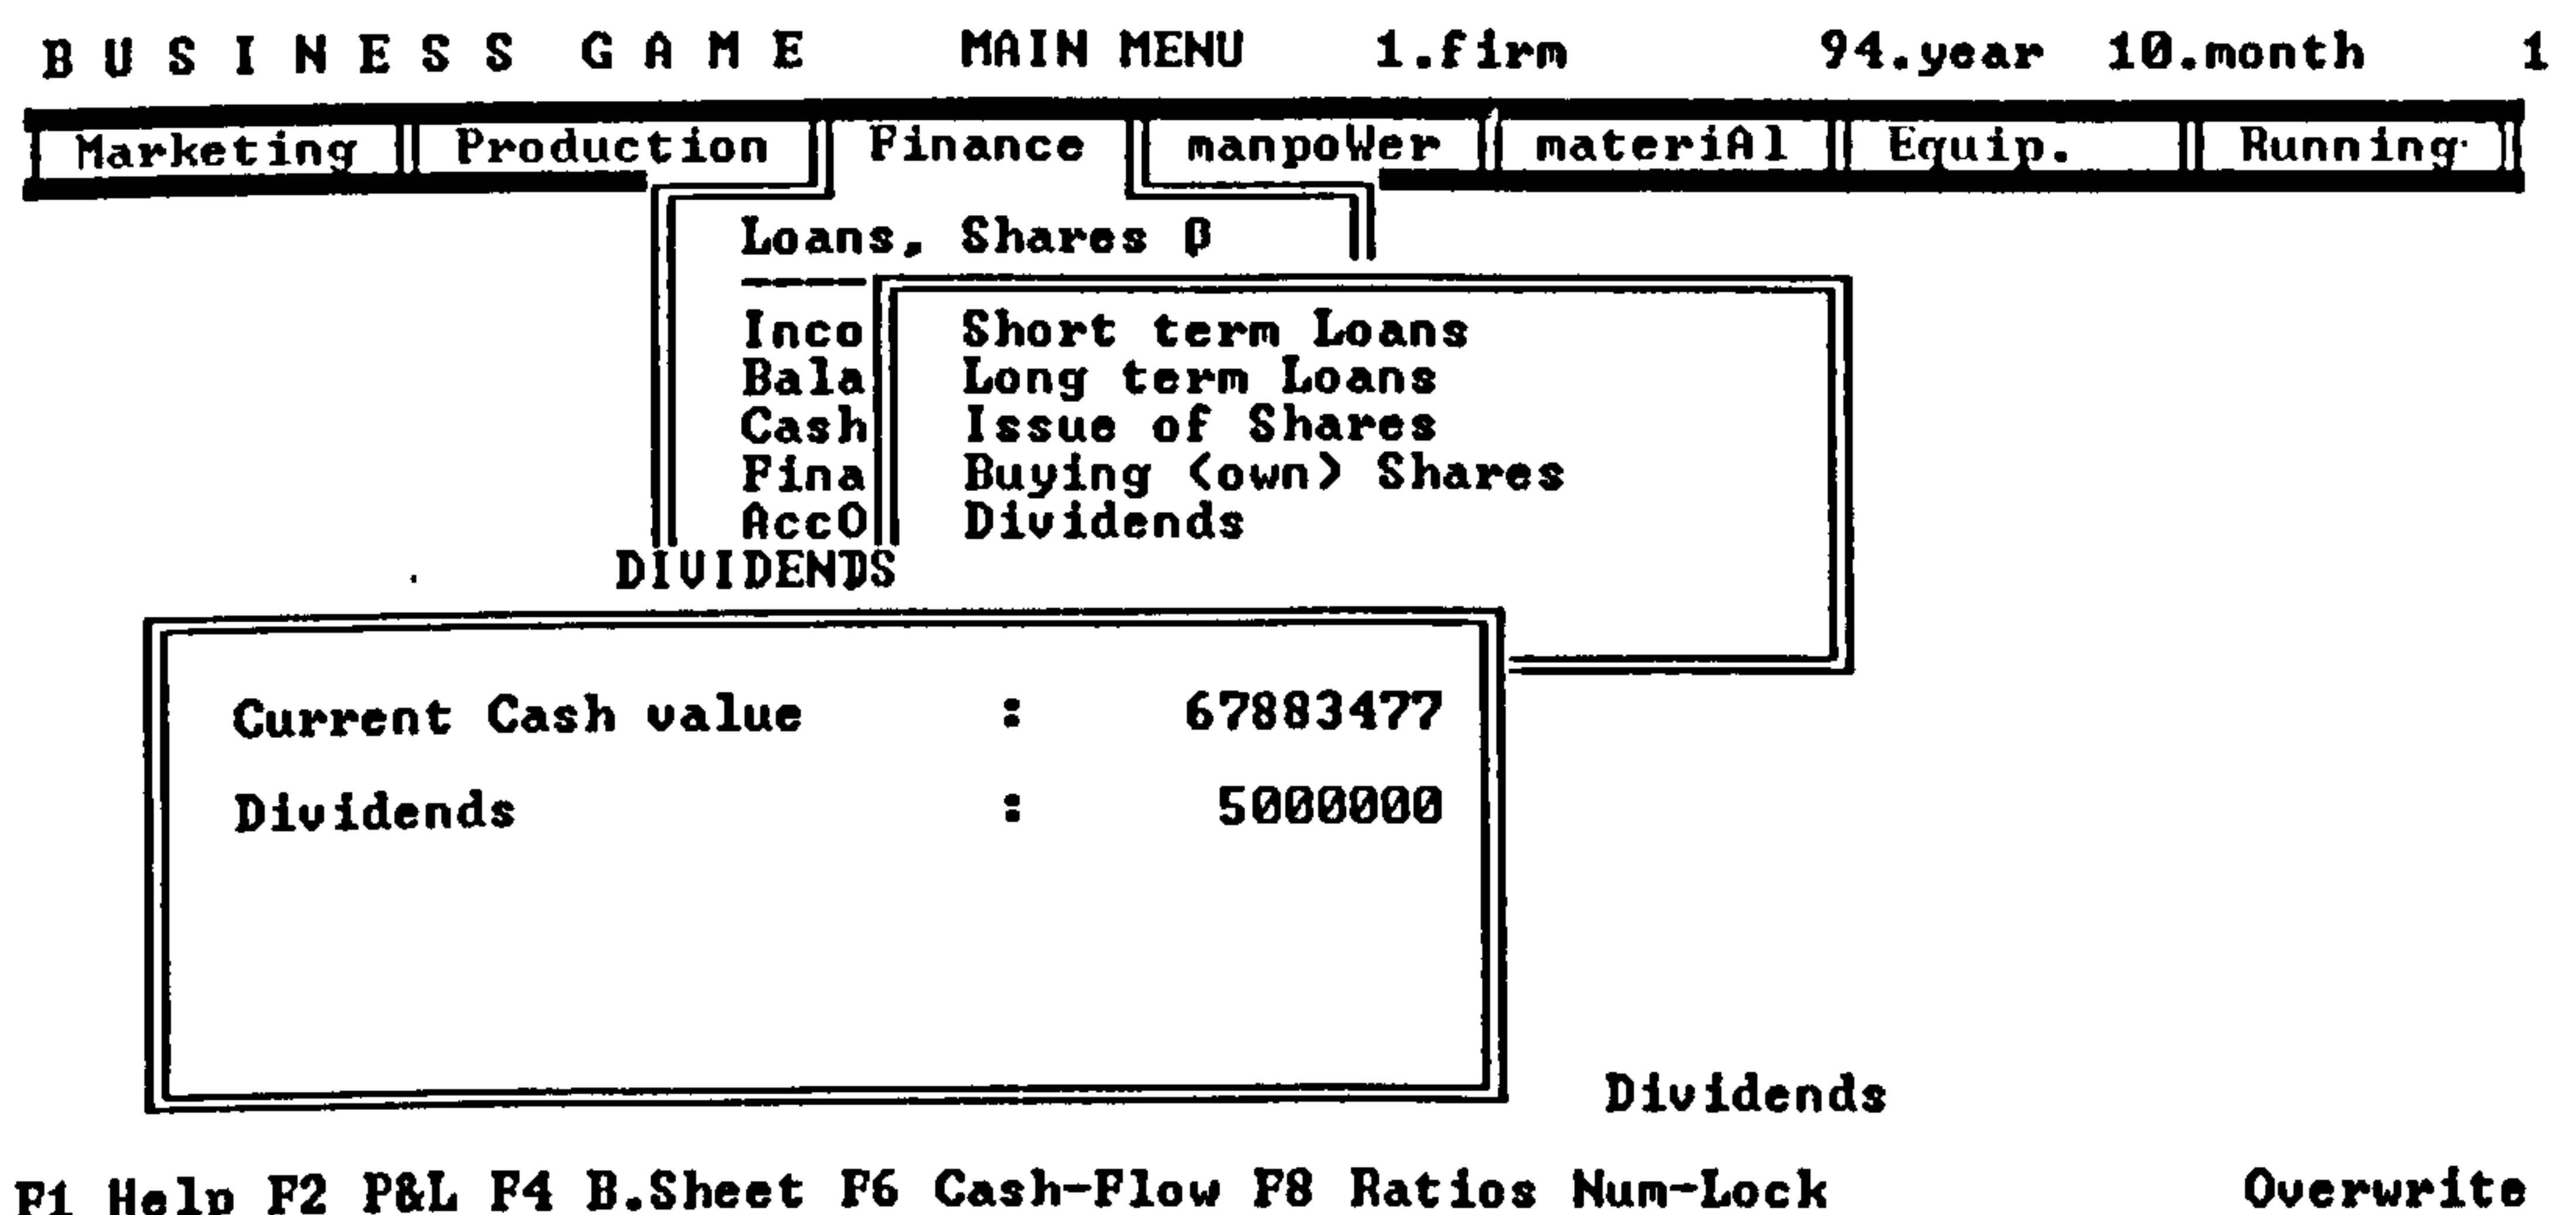 B U S I N E S S G A M E MAIN MENU 1.firm 94.year 10.month 1
Marketing Production Finance manpoWer materiAl Equip. Running
Loans, Shares
Inco Short term Loans
Bala Long term Loans
Cash Issue of Shares
Fina Buying <own> Shares
AccO Dividends
DIVIDENDS
Current Cash value : 67883477
Dividends : 5000000
Dividends
F1 Help F2 P&L F4 B.Sheet F6 Cash-Flow F8 Ratios Num-Lock Overwrite